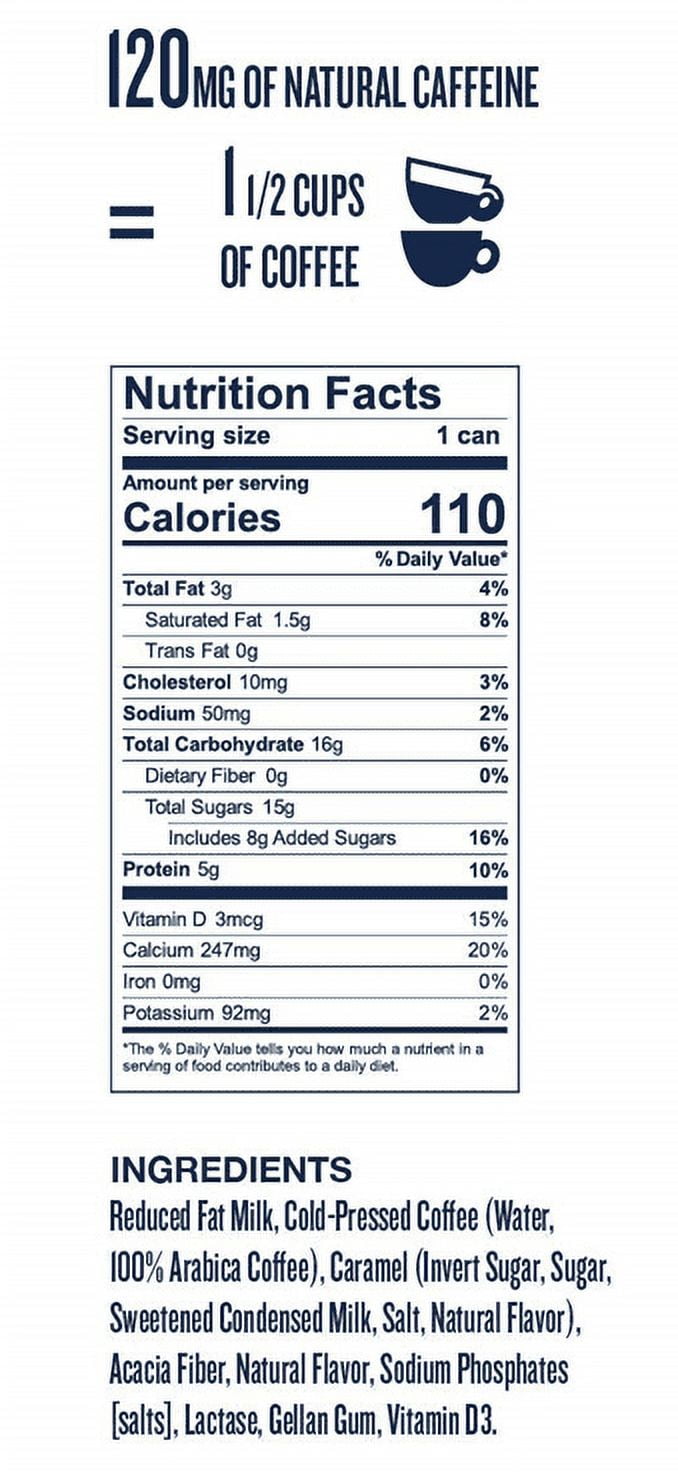 120MG OF NATURAL CAFFEINE
= 1 1/2 CUPS
OF COFFEE
Nutrition Facts
Serving size 1 can
Amount per serving
Calories 110
% Daily Value*
Total Fat 3g 4%
Saturated Fat 1.5g 8%
Trans Fat 0g
Cholesterol 10mg 3%
Sodium 50mg 2%
Total Carbohydrate 16g 6%
Dietary Fiber 0g 0%
Total Sugars 15g
Includes 8g Added Sugars 16%
Protein 5g 10%
Vitamin D 3mcg 15%
Calcium 247mg 20%
Iron 0mg 0%
Potassium 92mg 2%
*The % Daily Value tells you how much a nutrient in a
serving of food contributes to a daily diet.
INGREDIENTS
Reduced Fat Milk, Cold-Pressed Coffee (Water,
100% Arabica Coffee), Caramel (Invert Sugar, Sugar,
Sweetened Condensed Milk, Salt, Natural Flavor),
Acacia Fiber, Natural Flavor, Sodium Phosphates
[salts], Lactase, Gellan Gum, Vitamin D3.